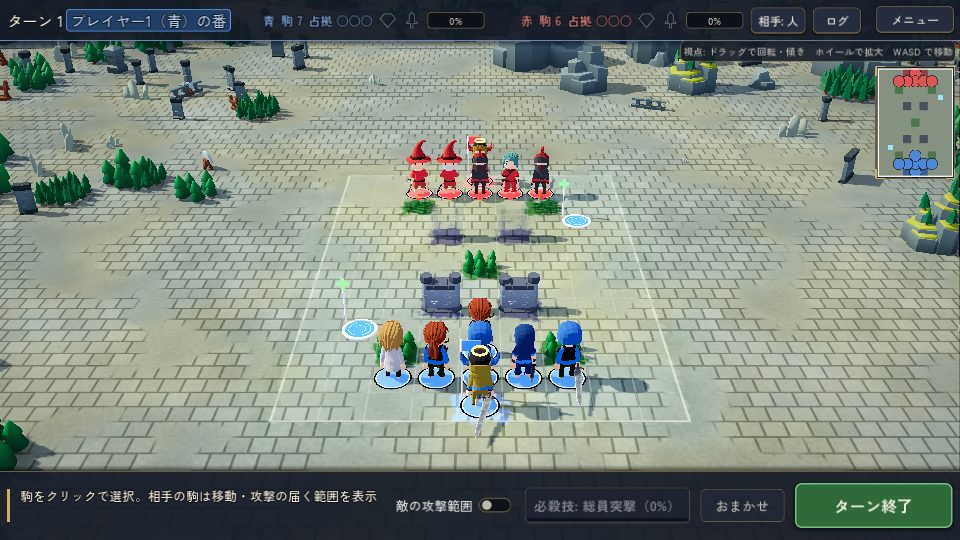 ターン 1 プレイヤー1（青）の番 青 駒 7 占拠 0% 赤 駒 6 占拠 0% 相手: 人 ログ メニュー
視点: ドラッグで回転・傾き ホイールで拡大 WASD で移動
駒をクリックで選択。相手の駒は移動・攻撃の届く範囲を表示
敵の攻撃範囲 必殺技: 総員突撃（0%） おまかせ ターン終了